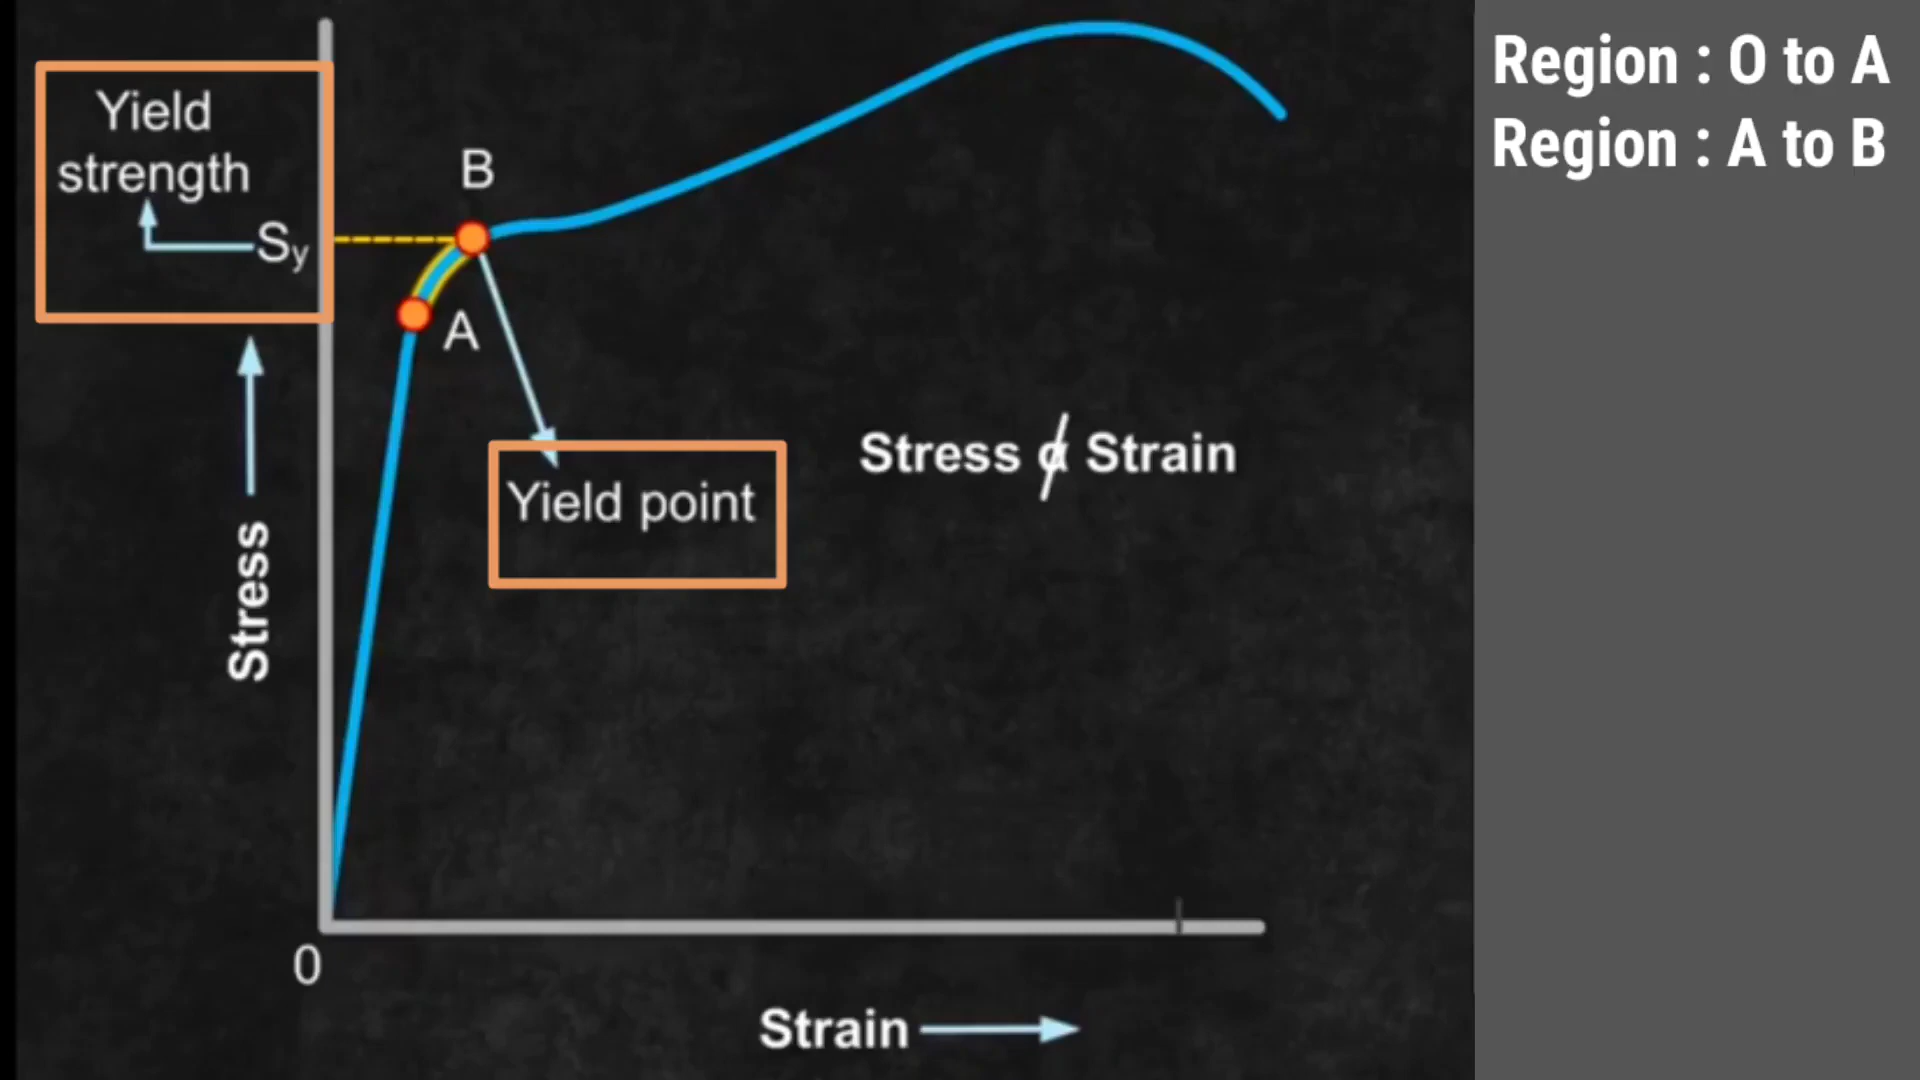 Region : O to A
Region : A to B
Yield
strength
Sy
B
A
Yield point
Stress ∝̸ Strain
Stress
0
Strain